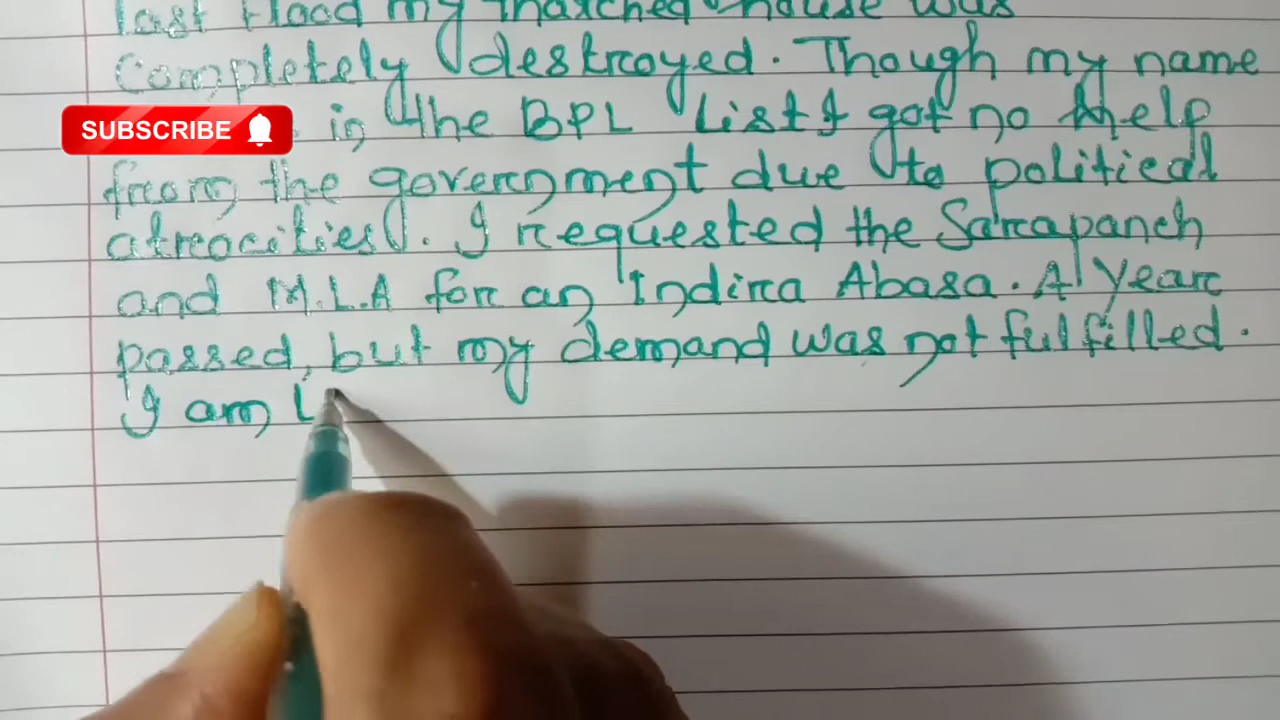 last flood my thatched house was
completely destroyed. Though my name
SUBSCRIBE in the BPL List I got no help
from the government due to political
atrocities. I requested the Sarapanch
and M.L.A for an Indira Abasa. A year
passed, but my demand was not fulfilled.
I am